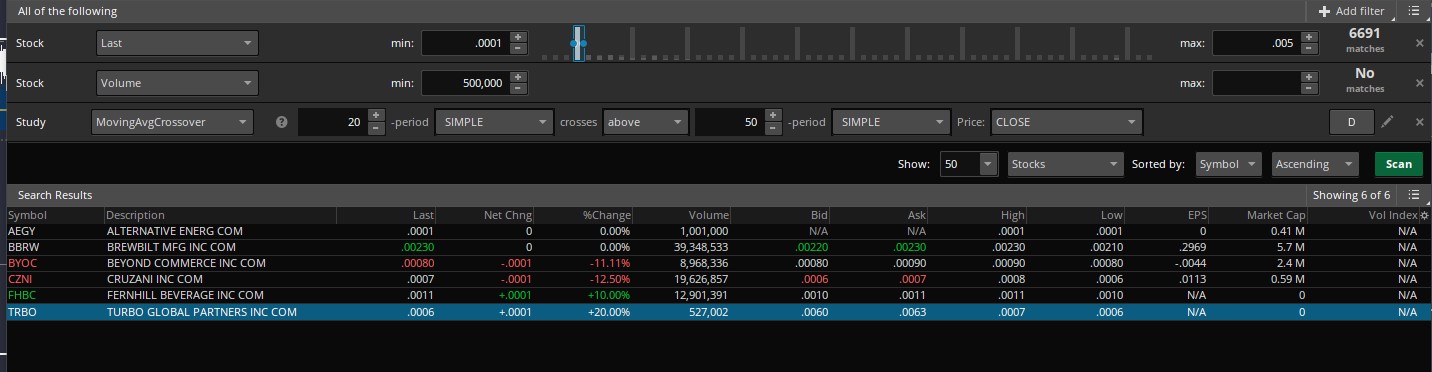 All of the following + Add filter
Stock Last min: .0001 max: .005 6691 matches
Stock Volume min: 500,000 max: No matches
Study MovingAvgCrossover ? 20 -period SIMPLE crosses above 50 -period SIMPLE Price: CLOSE D
Show: 50 Stocks Sorted by: Symbol Ascending Scan
Search Results Showing 6 of 6
Symbol Description Last Net Chng %Change Volume Bid Ask High Low EPS Market Cap Vol Index
AEGY ALTERNATIVE ENERG COM .0001 0 0.00% 1,001,000 N/A N/A .0001 .0001 0 0.41 M N/A
BBRW BREWBILT MFG INC COM .00230 0 0.00% 39,348,533 .00220 .00230 .00230 .00210 .2969 5.7 M N/A
BYOC BEYOND COMMERCE INC COM .00080 -.0001 -11.11% 8,968,336 .00080 .00090 .00090 .00080 -.0044 2.4 M N/A
CZNI CRUZANI INC COM .0007 -.0001 -12.50% 19,626,857 .0006 .0007 .0008 .0006 .0113 0.59 M N/A
FHBC FERNHILL BEVERAGE INC COM .0011 +.0001 +10.00% 12,901,391 .0010 .0011 .0011 .0010 N/A 0 N/A
TRBO TURBO GLOBAL PARTNERS INC COM .0006 +.0001 +20.00% 527,002 .0060 .0063 .0007 .0006 N/A 0 N/A